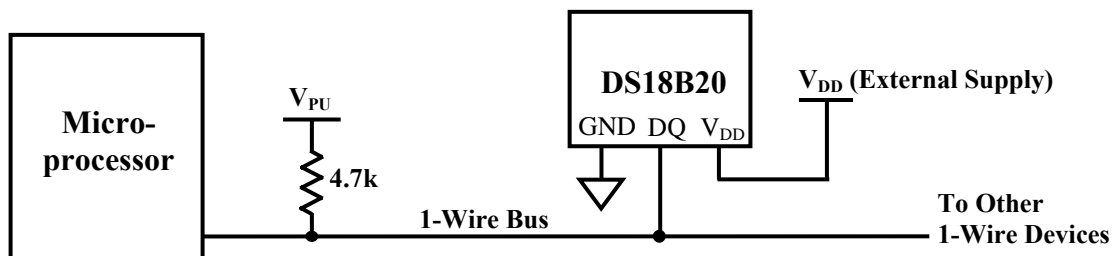 Micro-
processor
V_PU
4.7k
1-Wire Bus
DS18B20
GND DQ V_DD
V_DD (External Supply)
To Other
1-Wire Devices